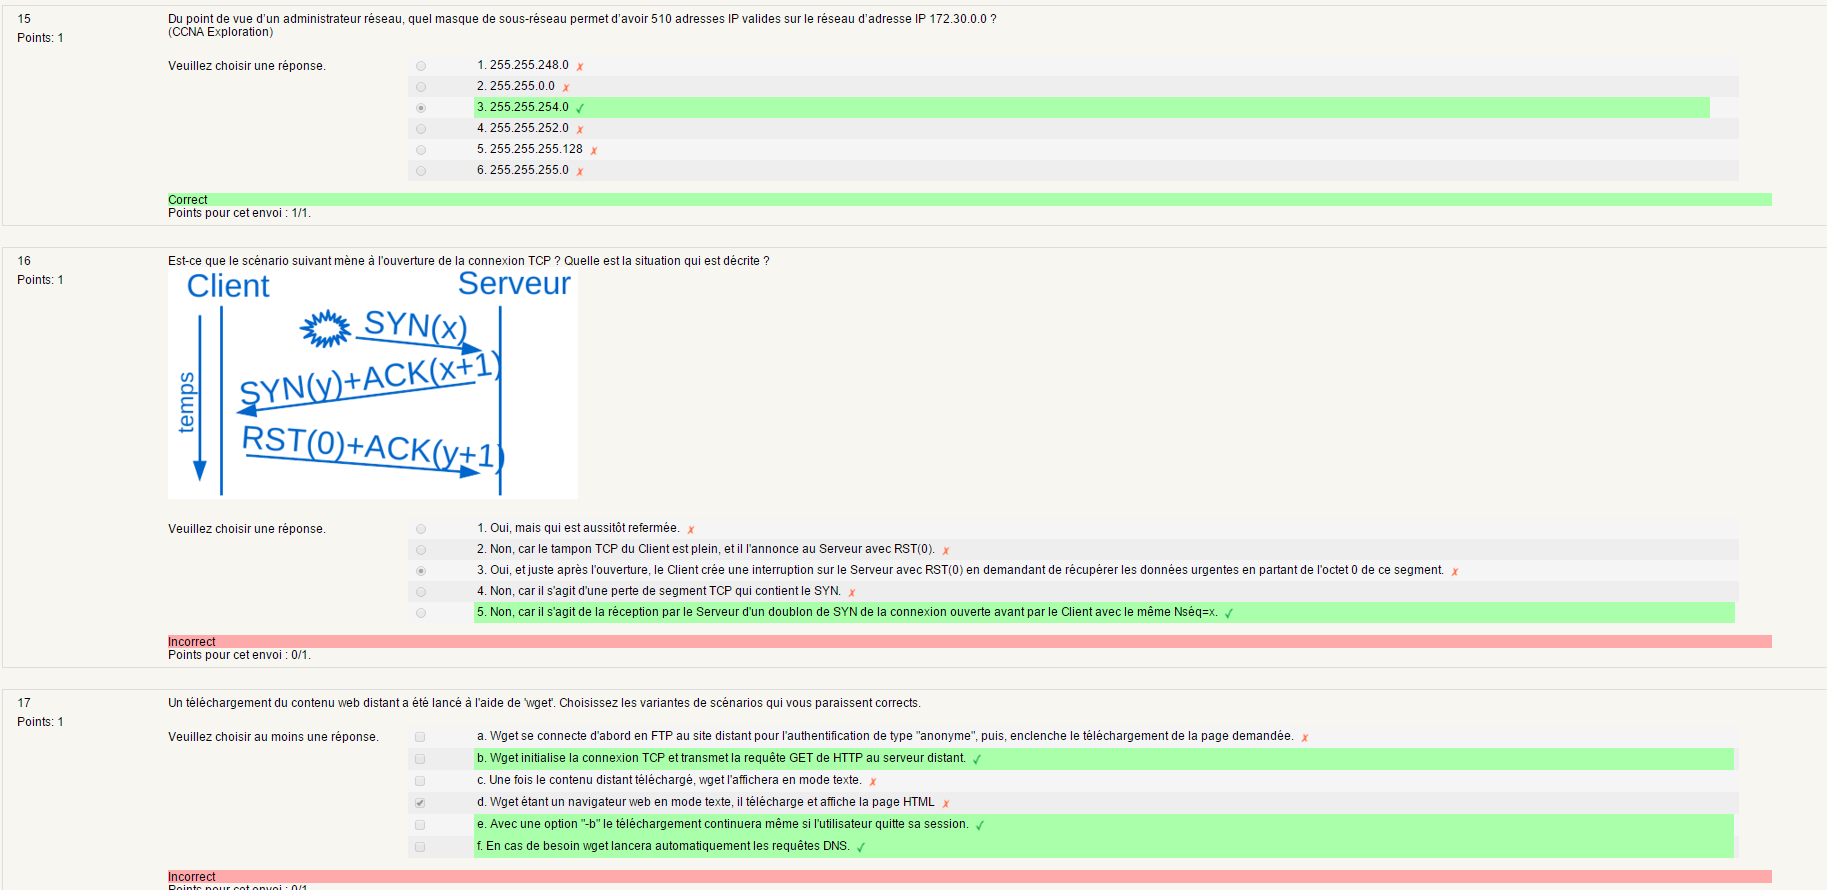 15
Points: 1
Du point de vue d'un administrateur réseau, quel masque de sous-réseau permet d'avoir 510 adresses IP valides sur le réseau d'adresse IP 172.30.0.0 ?
(CCNA Exploration)
Veuillez choisir une réponse.
1. 255.255.248.0 ✗
2. 255.255.0.0 ✗
3. 255.255.254.0 ✓
4. 255.255.252.0 ✗
5. 255.255.255.128 ✗
6. 255.255.255.0 ✗
Correct
Points pour cet envoi : 1/1.
16
Points: 1
Est-ce que le scénario suivant mène à l'ouverture de la connexion TCP ? Quelle est la situation qui est décrite ?
Client
Serveur
SYN(x)
SYN(y)+ACK(x+1)
temps
RST(0)+ACK(y+1)
Veuillez choisir une réponse.
1. Oui, mais qui est aussitôt refermée. ✗
2. Non, car le tampon TCP du Client est plein, et il l'annonce au Serveur avec RST(0). ✗
3. Oui, et juste après l'ouverture, le Client crée une interruption sur le Serveur avec RST(0) en demandant de récupérer les données urgentes en partant de l'octet 0 de ce segment. ✗
4. Non, car il s'agit d'une perte de segment TCP qui contient le SYN. ✗
5. Non, car il s'agit de la réception par le Serveur d'un doublon de SYN de la connexion ouverte avant par le Client avec le même Nséq=x. ✓
Incorrect
Points pour cet envoi : 0/1.
17
Points: 1
Un téléchargement du contenu web distant a été lancé à l'aide de 'wget'. Choisissez les variantes de scénarios qui vous paraissent corrects.
Veuillez choisir au moins une réponse.
a. Wget se connecte d'abord en FTP au site distant pour l'authentification de type "anonyme", puis, enclenche le téléchargement de la page demandée. ✗
b. Wget initialise la connexion TCP et transmet la requête GET de HTTP au serveur distant. ✓
c. Une fois le contenu distant téléchargé, wget l'affichera en mode texte. ✗
d. Wget étant un navigateur web en mode texte, il télécharge et affiche la page HTML ✗
e. Avec une option "-b" le téléchargement continuera même si l'utilisateur quitte sa session. ✓
f. En cas de besoin wget lancera automatiquement les requêtes DNS. ✓
Incorrect
Points pour cet envoi : 0/1.